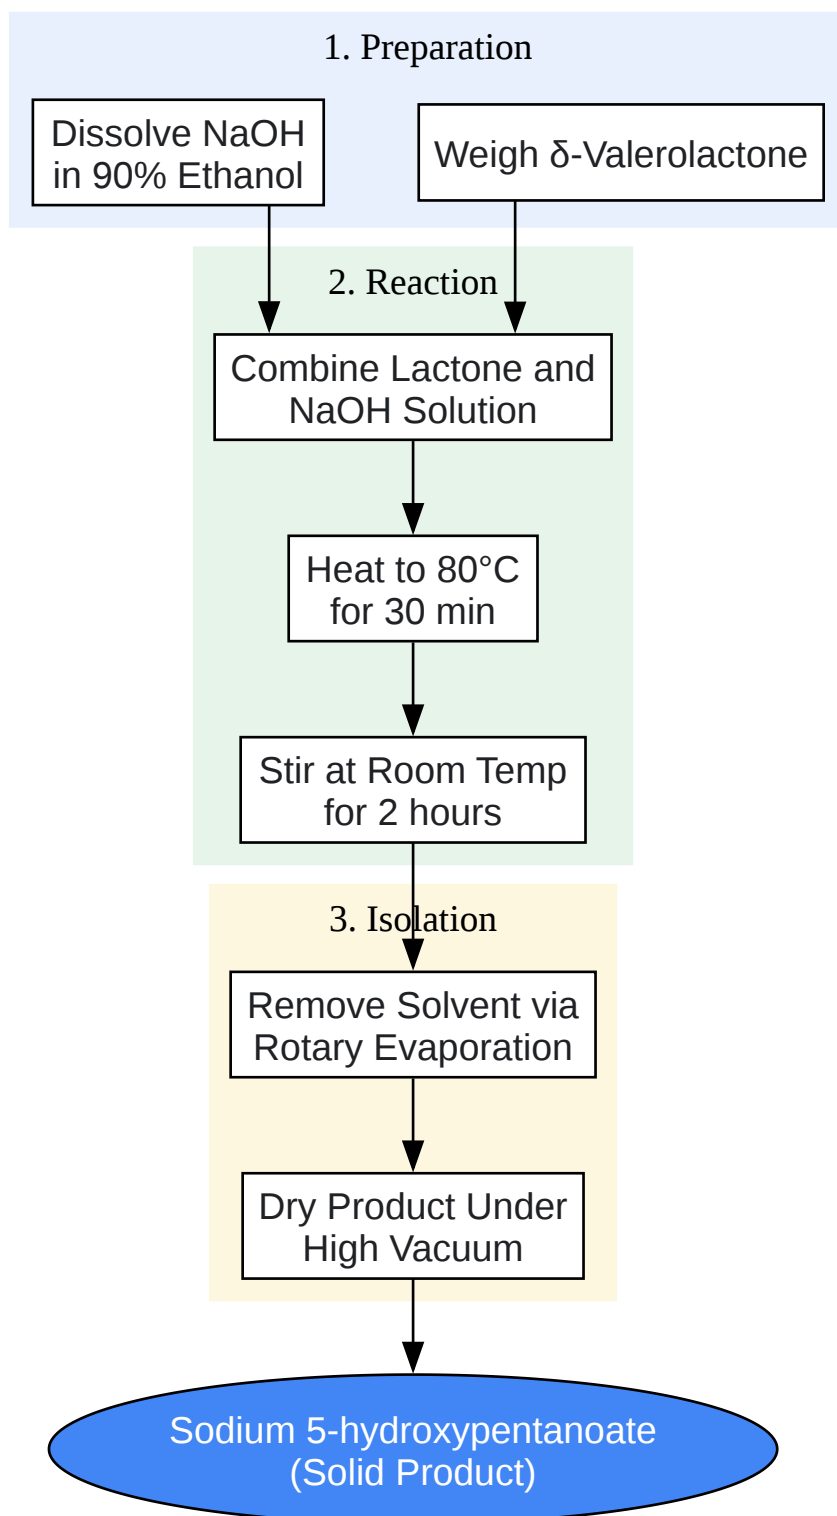 1. Preparation
Dissolve NaOH
in 90% Ethanol
Weigh δ-Valerolactone
2. Reaction
Combine Lactone and
NaOH Solution
Heat to 80°C
for 30 min
Stir at Room Temp
for 2 hours
3. Isolation
Remove Solvent via
Rotary Evaporation
Dry Product Under
High Vacuum
Sodium 5-hydroxypentanoate
(Solid Product)